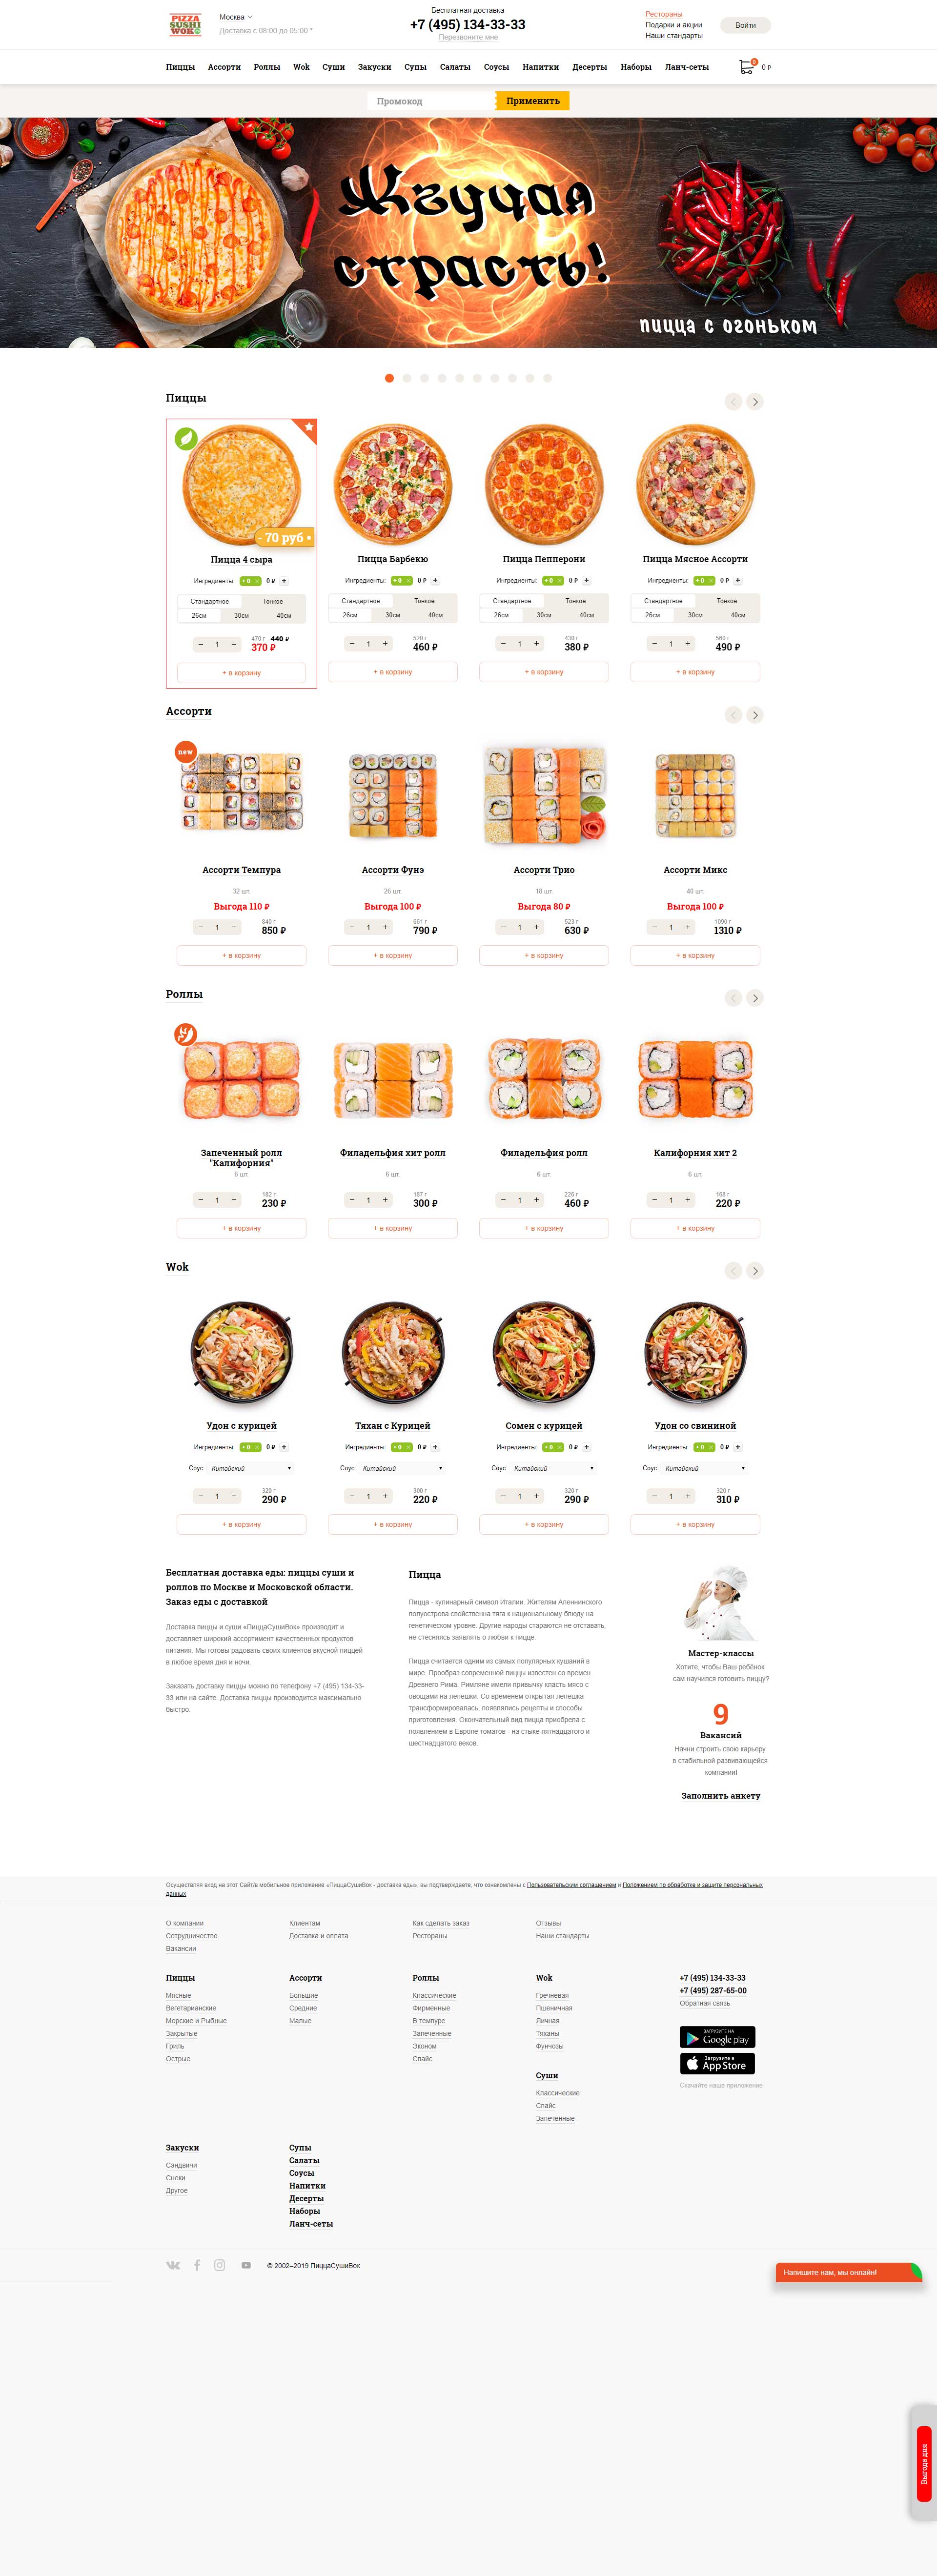 PIZZA
SUSHI
WOK
Москва
Доставка с 08:00 до 05:00 *
Бесплатная доставка
+7 (495) 134-33-33
Перезвоните мне
Рестораны
Подарки и акции
Наши стандарты
Войти
Пиццы Ассорти Роллы Wok Суши Закуски Супы Салаты Соусы Напитки Десерты Наборы Ланч-сеты
0
0 ₽
Промокод
Применить
Жгучая
страсть!
пицца с огоньком
Пиццы
- 70 руб
Пицца 4 сыра Пицца Барбекю Пицца Пепперони Пицца Мясное Ассорти
Ингредиенты: + 0 × 0 ₽ + Ингредиенты: + 0 × 0 ₽ + Ингредиенты: + 0 × 0 ₽ + Ингредиенты: + 0 × 0 ₽ +
Стандартное Тонкое Стандартное Тонкое Стандартное Тонкое Стандартное Тонкое
26см 30см 40см 26см 30см 40см 26см 30см 40см 26см 30см 40см
470 г 440 ₽ 520 г 430 г 560 г
− 1 + 370 ₽ − 1 + 460 ₽ − 1 + 380 ₽ − 1 + 490 ₽
+ в корзину + в корзину + в корзину + в корзину
Ассорти
new
Ассорти Темпура Ассорти Фунэ Ассорти Трио Ассорти Микс
32 шт. 26 шт. 18 шт. 40 шт.
Выгода 110 ₽ Выгода 100 ₽ Выгода 80 ₽ Выгода 100 ₽
840 г 661 г 523 г 1090 г
− 1 + 850 ₽ − 1 + 790 ₽ − 1 + 630 ₽ − 1 + 1310 ₽
+ в корзину + в корзину + в корзину + в корзину
Роллы
Запеченный ролл Филадельфия хит ролл Филадельфия ролл Калифорния хит 2
"Калифорния"
6 шт. 6 шт. 6 шт. 6 шт.
182 г 187 г 226 г 168 г
− 1 + 230 ₽ − 1 + 300 ₽ − 1 + 460 ₽ − 1 + 220 ₽
+ в корзину + в корзину + в корзину + в корзину
Wok
Удон с курицей Тяхан с Курицей Сомен с курицей Удон со свининой
Ингредиенты: + 0 × 0 ₽ + Ингредиенты: + 0 × 0 ₽ + Ингредиенты: + 0 × 0 ₽ + Ингредиенты: + 0 × 0 ₽ +
Соус: Китайский Соус: Китайский Соус: Китайский Соус: Китайский
320 г 300 г 320 г 320 г
− 1 + 290 ₽ − 1 + 220 ₽ − 1 + 290 ₽ − 1 + 310 ₽
+ в корзину + в корзину + в корзину + в корзину
Бесплатная доставка еды: пиццы суши и
роллов по Москве и Московской области.
Заказ еды с доставкой
Доставка пиццы и суши «ПиццаСушиВок» производит и
доставляет широкий ассортимент качественных продуктов
питания. Мы готовы радовать своих клиентов вкусной пиццей
в любое время дня и ночи.
Заказать доставку пиццы можно по телефону +7 (495) 134-33-
33 или на сайте. Доставка пиццы производится максимально
быстро.
Пицца
Пицца - кулинарный символ Италии. Жителям Апеннинского
полуострова свойственна тяга к национальному блюду на
генетическом уровне. Другие народы стараются не отставать,
не стесняясь заявлять о любви к пицце.
Пицца считается одним из самых популярных кушаний в
мире. Прообраз современной пиццы известен со времен
Древнего Рима. Римляне имели привычку класть мясо с
овощами на лепешки. Со временем открытая лепешка
трансформировалась, появлялись рецепты и способы
приготовления. Окончательный вид пицца приобрела с
появлением в Европе томатов - на стыке пятнадцатого и
шестнадцатого веков.
Мастер-классы
Хотите, чтобы Ваш ребёнок
сам научился готовить пиццу?
9
Вакансий
Начни строить свою карьеру
в стабильной развивающейся
компании!
Заполнить анкету
Осуществляя вход на этот Сайт/в мобильное приложение «ПиццаСушиВок - доставка еды», вы подтверждаете, что ознакомлены с Пользовательским соглашением и Положением по обработке и защите персональных
данных
О компании Клиентам Как сделать заказ Отзывы
Сотрудничество Доставка и оплата Рестораны Наши стандарты
Вакансии
Пиццы
Мясные
Вегетарианские
Морские и Рыбные
Закрытые
Гриль
Острые
Ассорти
Большие
Средние
Малые
Роллы
Классические
Фирменные
В темпуре
Запеченные
Эконом
Спайс
Wok
Гречневая
Пшеничная
Яичная
Тяханы
Фунчозы
Суши
Классические
Спайс
Запеченные
+7 (495) 134-33-33
+7 (495) 287-65-00
Обратная связь
ЗАГРУЗИТЕ НА
Google play
Загрузите в
App Store
Скачайте наше приложение
Закуски
Сэндвичи
Снеки
Другое
Супы
Салаты
Соусы
Напитки
Десерты
Наборы
Ланч-сеты
© 2002–2019 ПиццаСушиВок
Напишите нам, мы онлайн!
Выгода дня